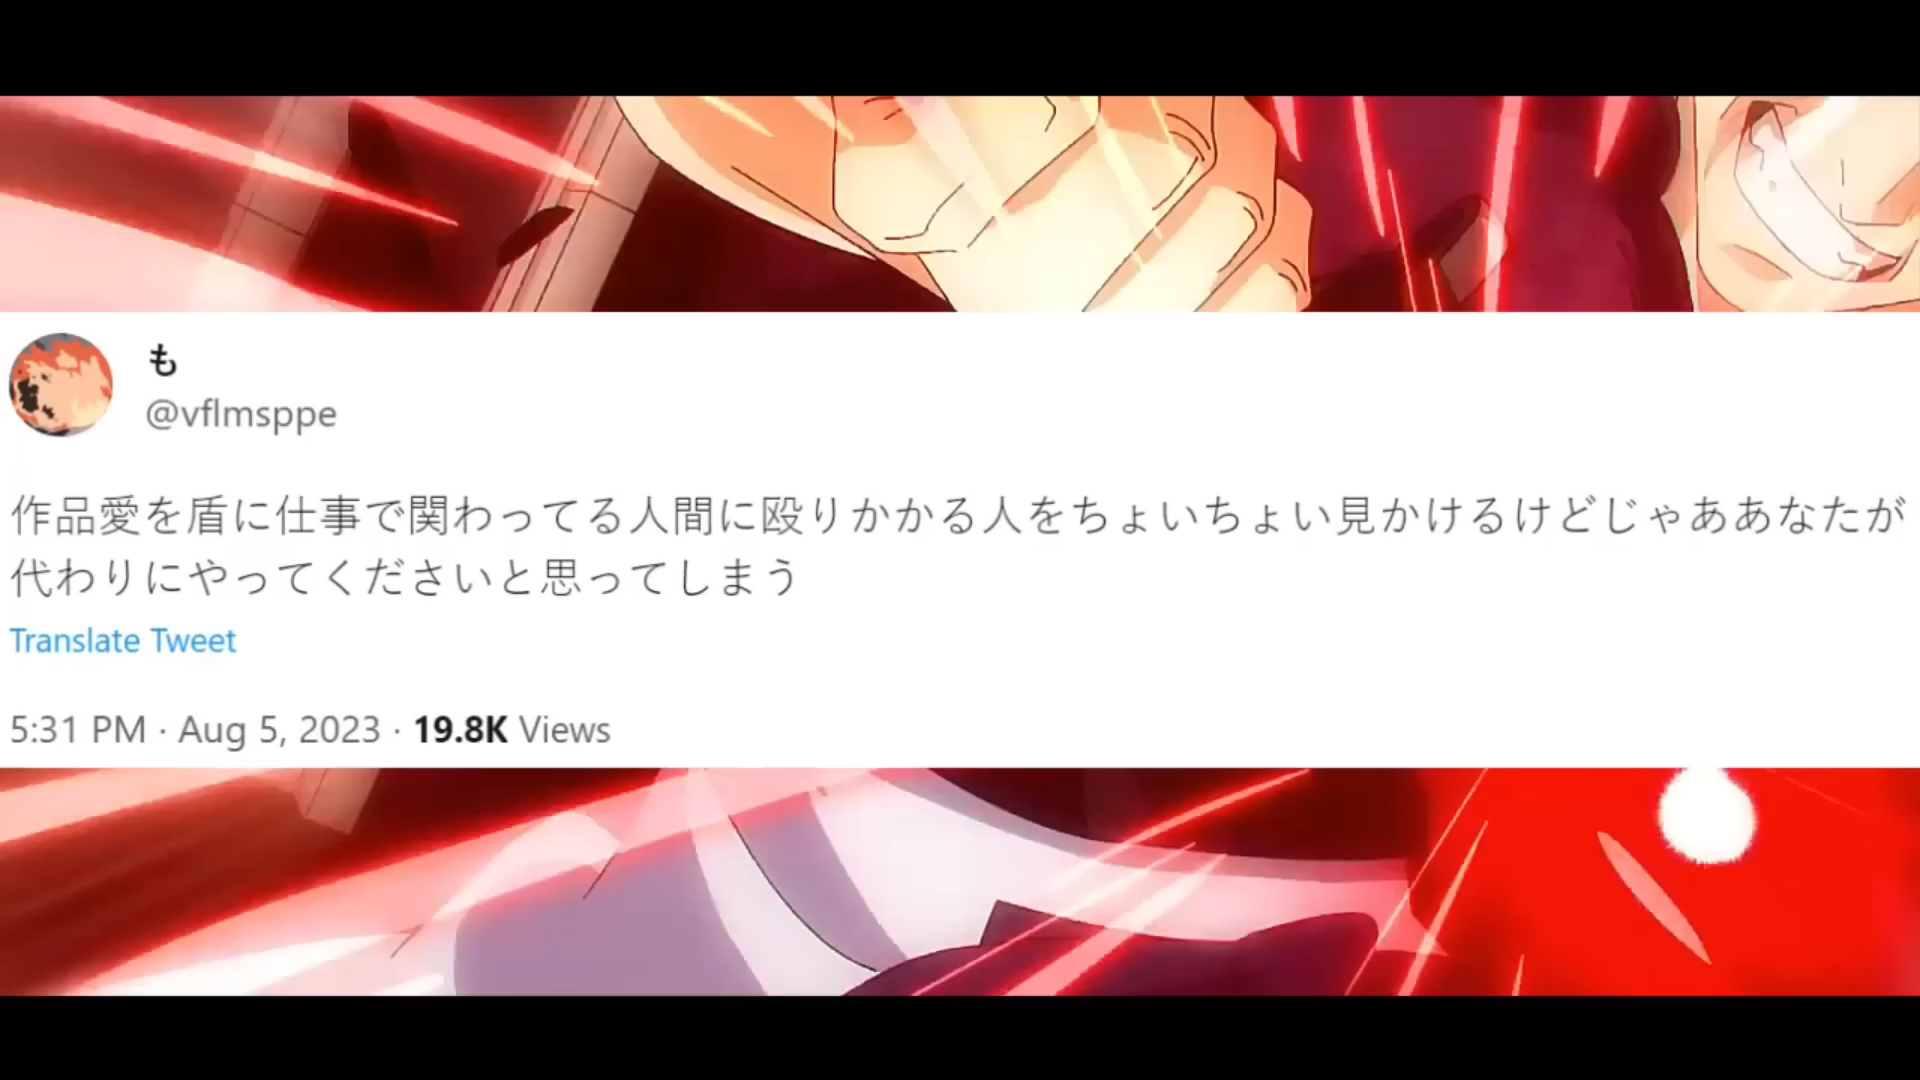 も
@vflmsppe
作品愛を盾に仕事で関わってる人間に殴りかかる人をちょいちょい見かけるけどじゃああなたが
代わりにやってくださいと思ってしまう
Translate Tweet
5:31 PM · Aug 5, 2023 · 19.8K Views